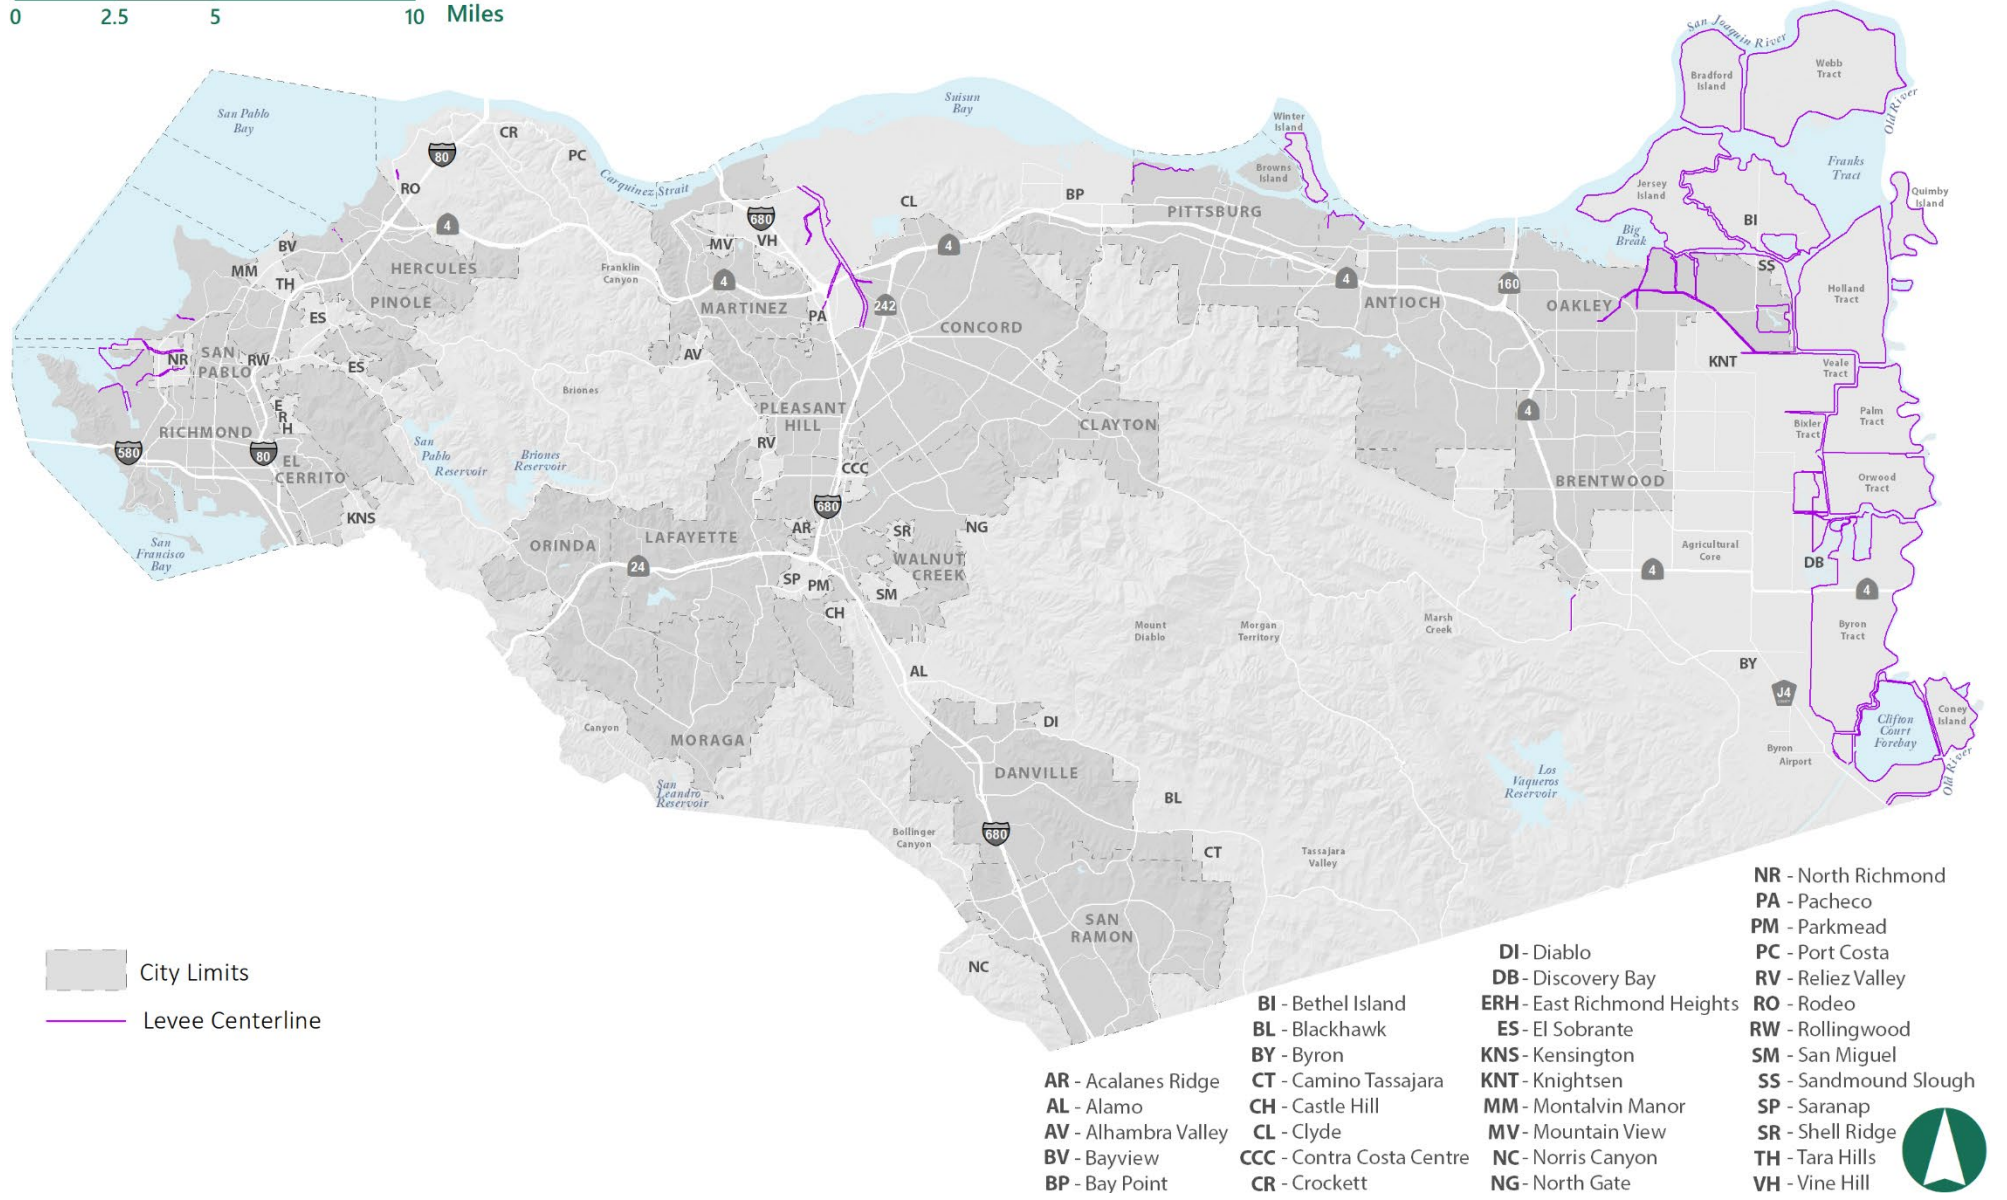 0 2.5 5 10 Miles
San Joaquin River
Webb
Tract
Bradford
Island
Old River
San Pablo
Bay
Suisun
Bay
Winter
Island
CR
80
PC
Carquinez Strait
Browns
Island
Franks
Tract
RO
Jersey
Island
Quimby
Island
CL
BP
PITTSBURG
BI
680
4
BV
MV
VH
4
Big
Break
MM
HERCULES
Franklin
Canyon
SS
TH
4
4
160
PINOLE
MARTINEZ
242
ANTIOCH
OAKLEY
Holland
Tract
ES
PA
CONCORD
SAN
PABLO
NR
RW
ES
AV
KNT
Veale
Tract
Briones
E
R
H
PLEASANT
HILL
4
Palm
Tract
RICHMOND
CLAYTON
Bixler
Tract
580
80
San
Pablo
Reservoir
Briones
Reservoir
RV
EL
CERRITO
CCC
BRENTWOOD
Orwood
Tract
680
KNS
AR
SR
NG
ORINDA
LAFAYETTE
San
Francisco
Bay
WALNUT
CREEK
Agricultural
Core
24
DB
4
SP
PM
SM
4
CH
Mount
Diablo
Morgan
Territory
Marsh
Creek
Byron
Tract
AL
BY
J4
DI
Canyon
MORAGA
Clifton
Court
Forebay
Coney
Island
Byron
Airport
DANVILLE
San
Leandro
Reservoir
BL
Los
Vaqueros
Reservoir
Old River
680
Bollinger
Canyon
CT
Tassajara
Valley
SAN
RAMON
NC
City Limits
Levee Centerline
AR - Acalanes Ridge
AL - Alamo
AV - Alhambra Valley
BV - Bayview
BP - Bay Point
BI - Bethel Island
BL - Blackhawk
BY - Byron
CT - Camino Tassajara
CH - Castle Hill
CL - Clyde
CCC - Contra Costa Centre
CR - Crockett
DI - Diablo
DB - Discovery Bay
ERH - East Richmond Heights
ES - El Sobrante
KNS - Kensington
KNT - Knightsen
MM - Montalvin Manor
MV - Mountain View
NC - Norris Canyon
NG - North Gate
NR - North Richmond
PA - Pacheco
PM - Parkmead
PC - Port Costa
RV - Reliez Valley
RO - Rodeo
RW - Rollingwood
SM - San Miguel
SS - Sandmound Slough
SP - Saranap
SR - Shell Ridge
TH - Tara Hills
VH - Vine Hill